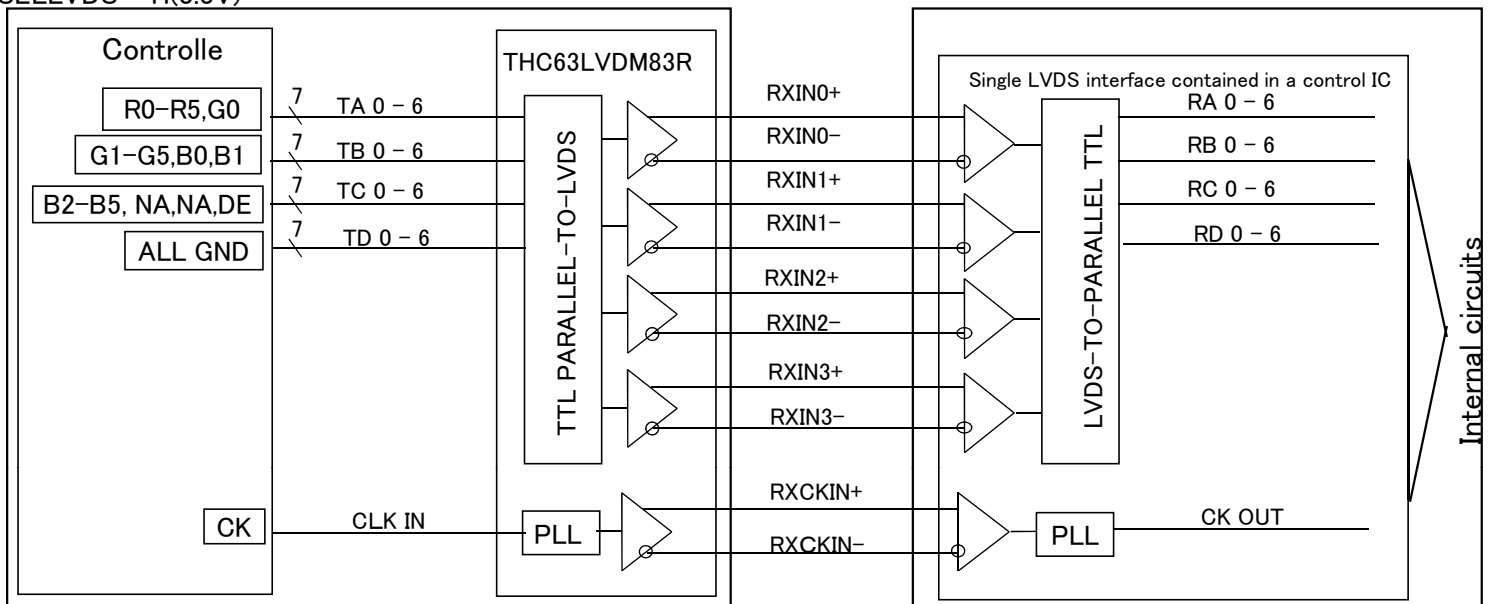 Controlle
THC63LVDM83R
Single LVDS interface contained in a control IC
R0-R5,G0
7
TA 0 - 6
RXIN0+
RA 0 - 6
RXIN0-
G1-G5,B0,B1
7
TB 0 - 6
RB 0 - 6
RXIN1+
B2-B5, NA,NA,DE
7
TC 0 - 6
RC 0 - 6
RXIN1-
ALL GND
7
TD 0 - 6
RD 0 - 6
TTL PARALLEL-TO-LVDS
LVDS-TO-PARALLEL TTL
Internal circuits
RXIN2+
RXIN2-
RXIN3+
RXIN3-
RXCKIN+
CK
CLK IN
PLL
PLL
CK OUT
RXCKIN-